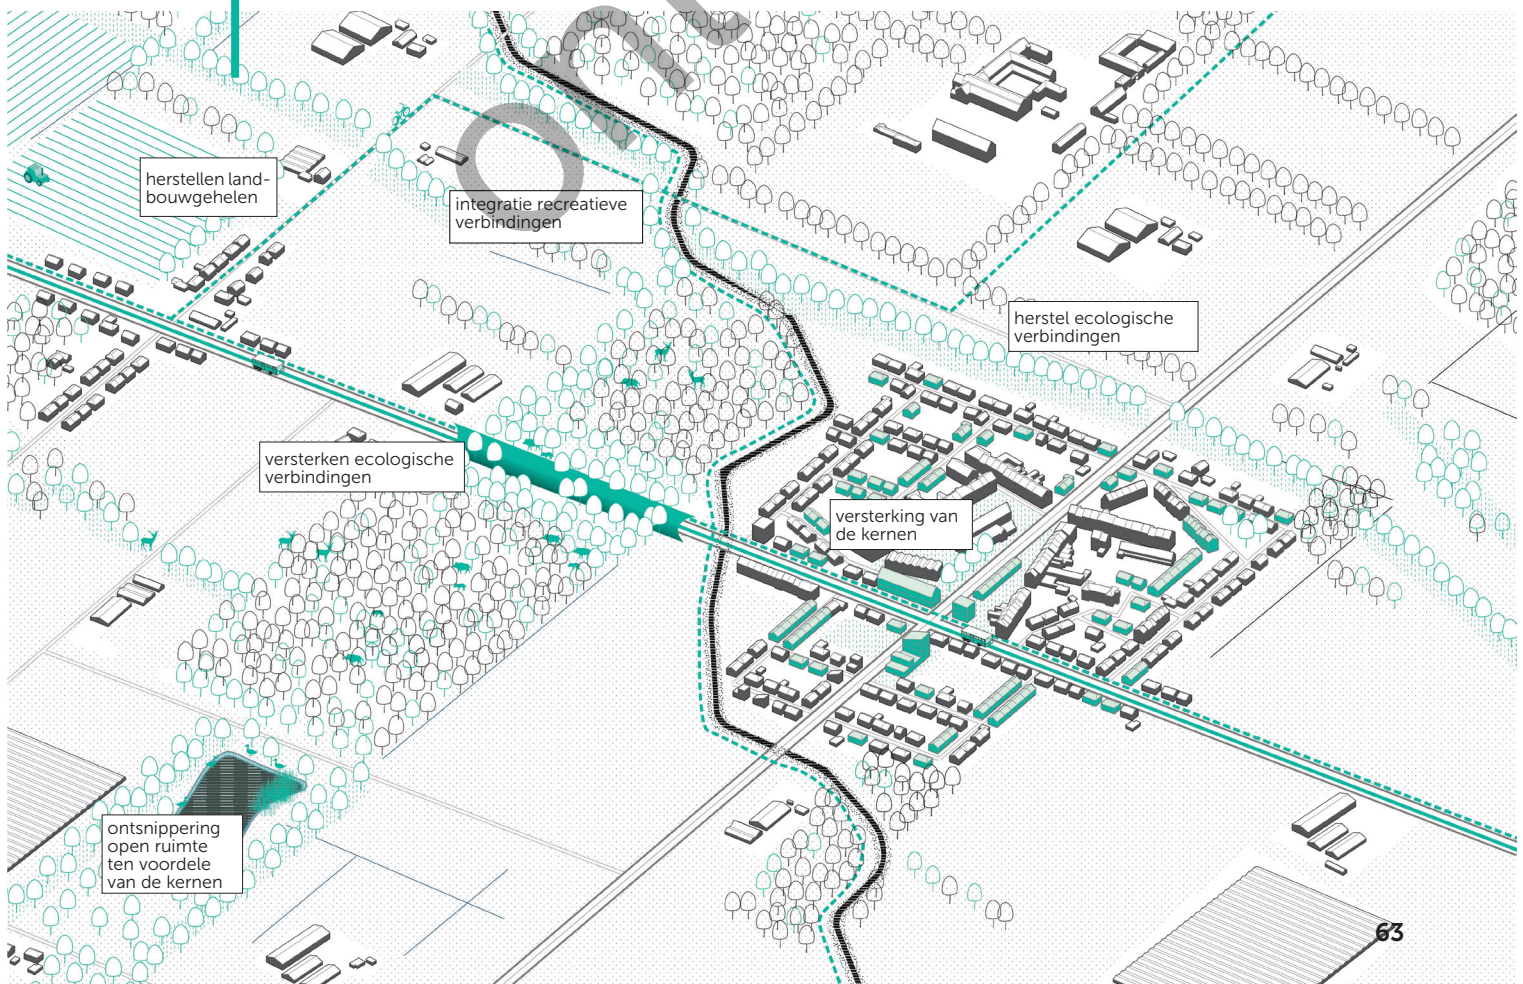 ont
herstellen land-
bouwgehelen
integratie recreatieve
verbindingen
herstel ecologische
verbindingen
versterken ecologische
verbindingen
versterking van
de kernen
ontsnippering
open ruimte
ten voordele
van de kernen
63